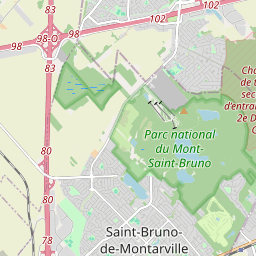 102
102
98
98-O
98
83
83
Cha
de t
sec
d'entra
2e D
C
Parc national
du Mont-
Saint-Bruno
80
80
78
Saint-Bruno-
de-Montarville